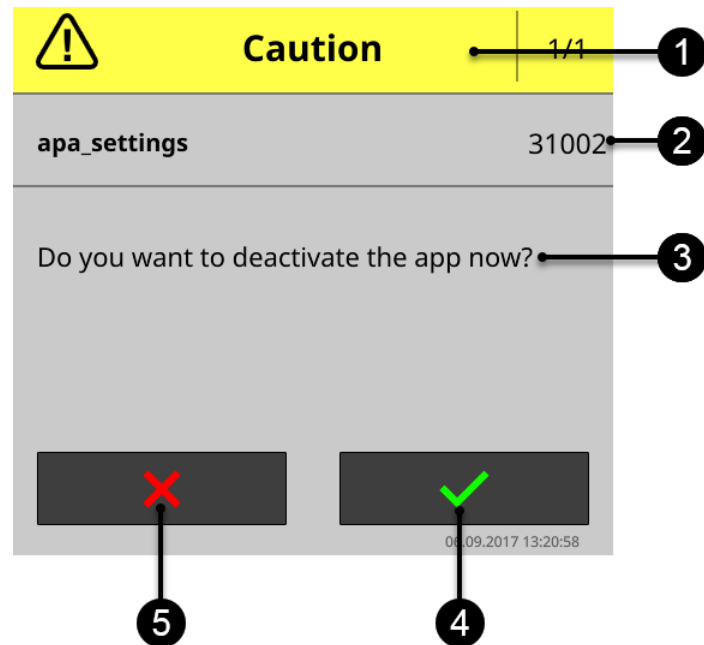 Caution 1/1 1
apa_settings 31002 2
Do you want to deactivate the app now? 3
06.09.2017 13:20:58
5 4